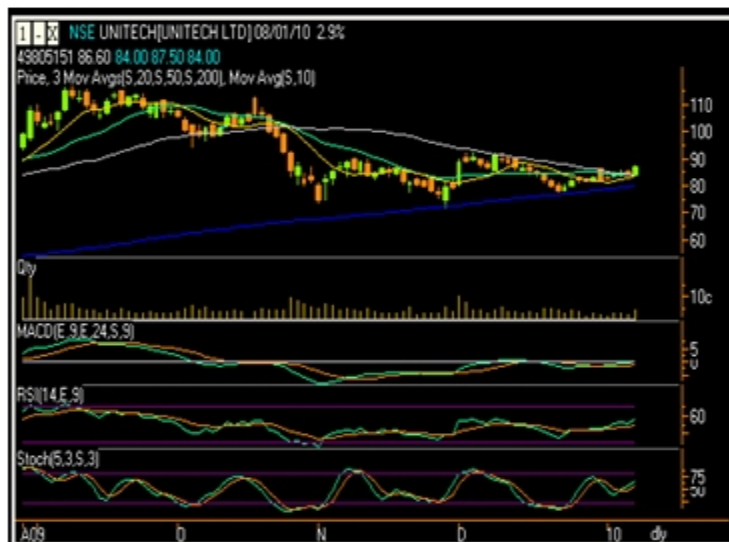 1 - X NSE UNITECH[UNITECH LTD] 08/01/10 2.9%
49805151 86.60 84.00 87.50 84.00
Price, 3 Mov Avgs(S,20,S,50,S,200), Mov Avg(S,10)
110
100
90
80
70
60
Qty
10c
MACD(E,9,E,24,S,9)
5
0
RSI(14,E,9)
60
Stoch(5,3,S,3)
75
50
A09 O N D 10 dly